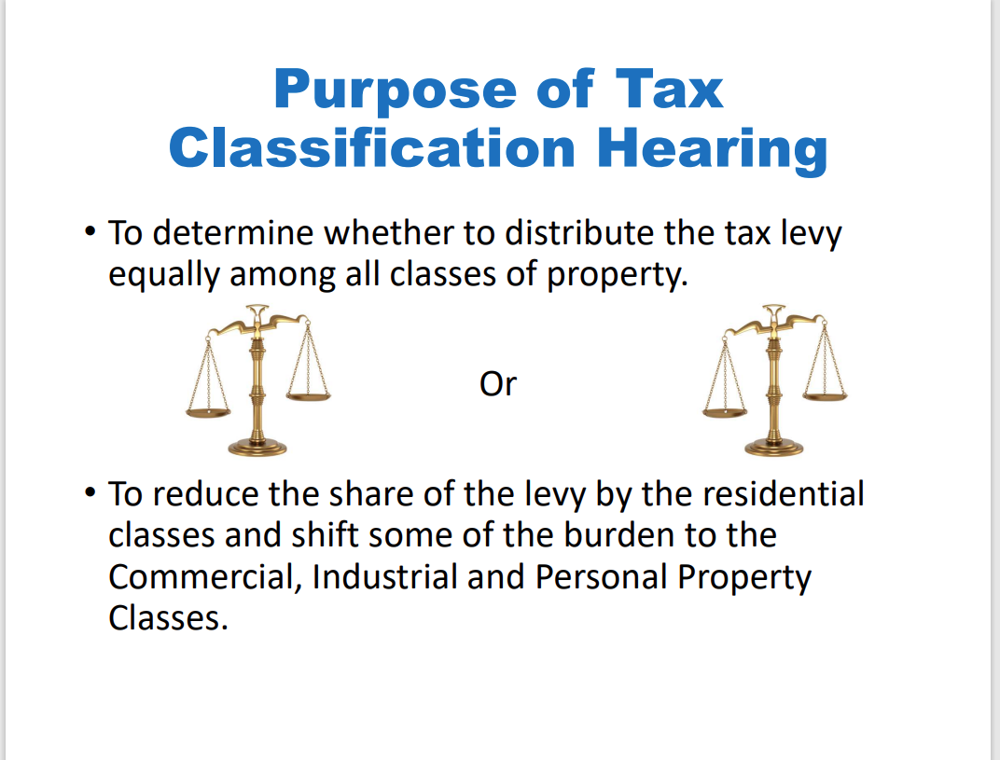 Purpose of Tax
Classification Hearing
• To determine whether to distribute the tax levy
equally among all classes of property.
Or
• To reduce the share of the levy by the residential
classes and shift some of the burden to the
Commercial, Industrial and Personal Property
Classes.